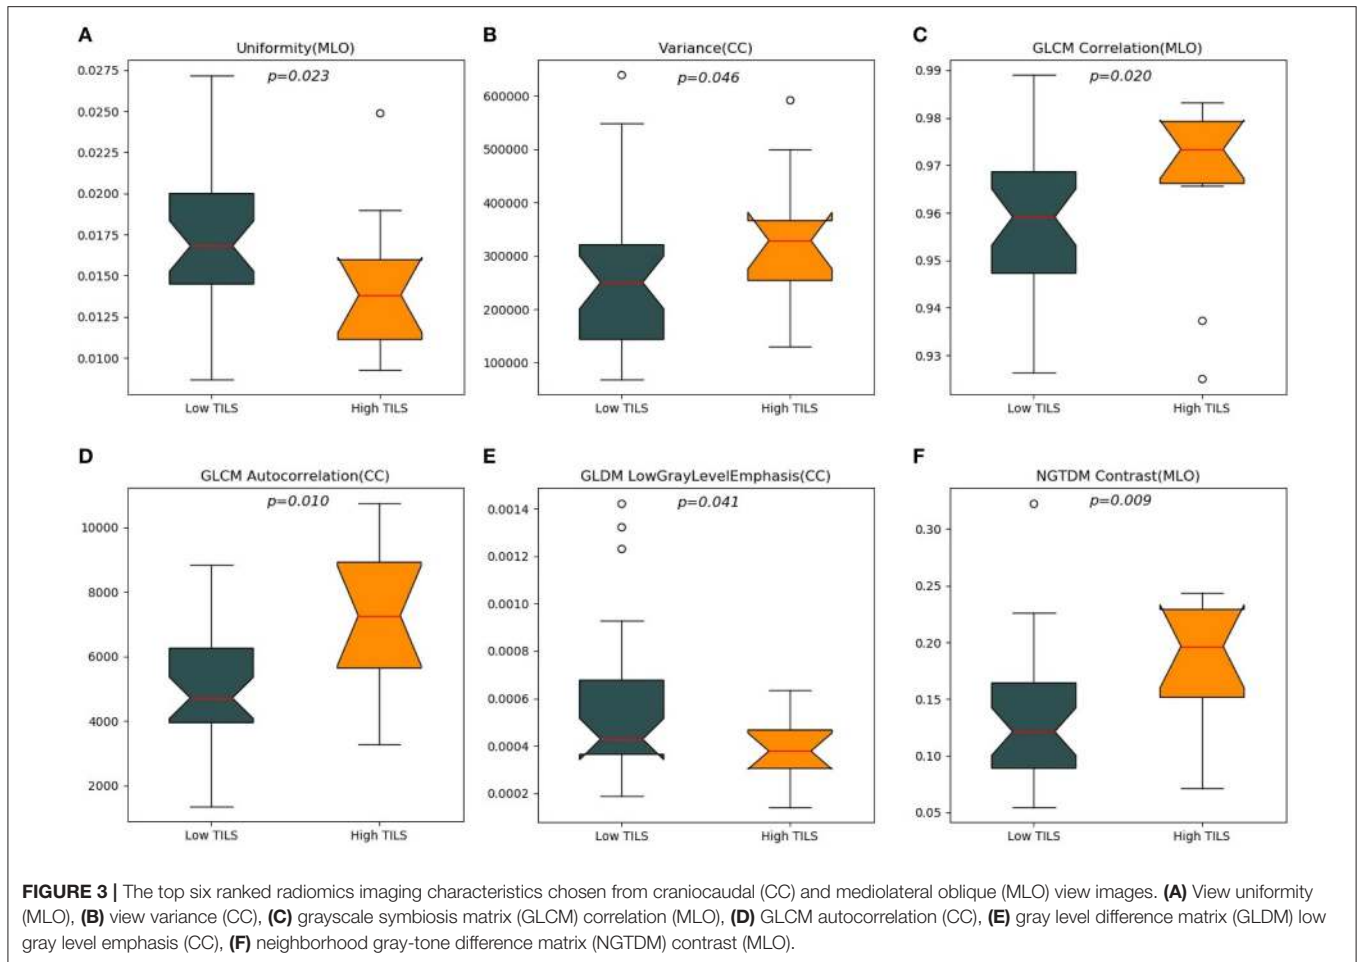 A
Uniformity(MLO)
p=0.023
0.0275
0.0250
0.0225
0.0200
0.0175
0.0150
0.0125
0.0100
Low TILS High TILS
B
Variance(CC)
p=0.046
600000
500000
400000
300000
200000
100000
Low TILS High TILS
C
GLCM Correlation(MLO)
p=0.020
0.99
0.98
0.97
0.96
0.95
0.94
0.93
Low TILS High TILS
D
GLCM Autocorrelation(CC)
p=0.010
10000
8000
6000
4000
2000
Low TILS High TILS
E
GLDM LowGrayLevelEmphasis(CC)
p=0.041
0.0014
0.0012
0.0010
0.0008
0.0006
0.0004
0.0002
Low TILS High TILS
F
NGTDM Contrast(MLO)
p=0.009
0.30
0.25
0.20
0.15
0.10
0.05
Low TILS High TILS
FIGURE 3 | The top six ranked radiomics imaging characteristics chosen from craniocaudal (CC) and mediolateral oblique (MLO) view images. (A) View uniformity
(MLO), (B) view variance (CC), (C) grayscale symbiosis matrix (GLCM) correlation (MLO), (D) GLCM autocorrelation (CC), (E) gray level difference matrix (GLDM) low
gray level emphasis (CC), (F) neighborhood gray-tone difference matrix (NGTDM) contrast (MLO).